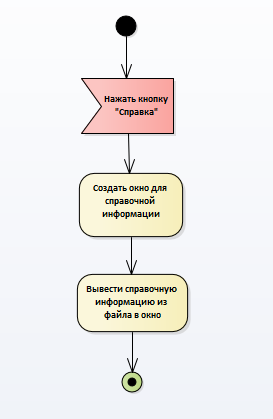 Нажать кнопку
"Справка"
Создать окно для
справочной
информации
Вывести справочную
информацию из
файла в окно